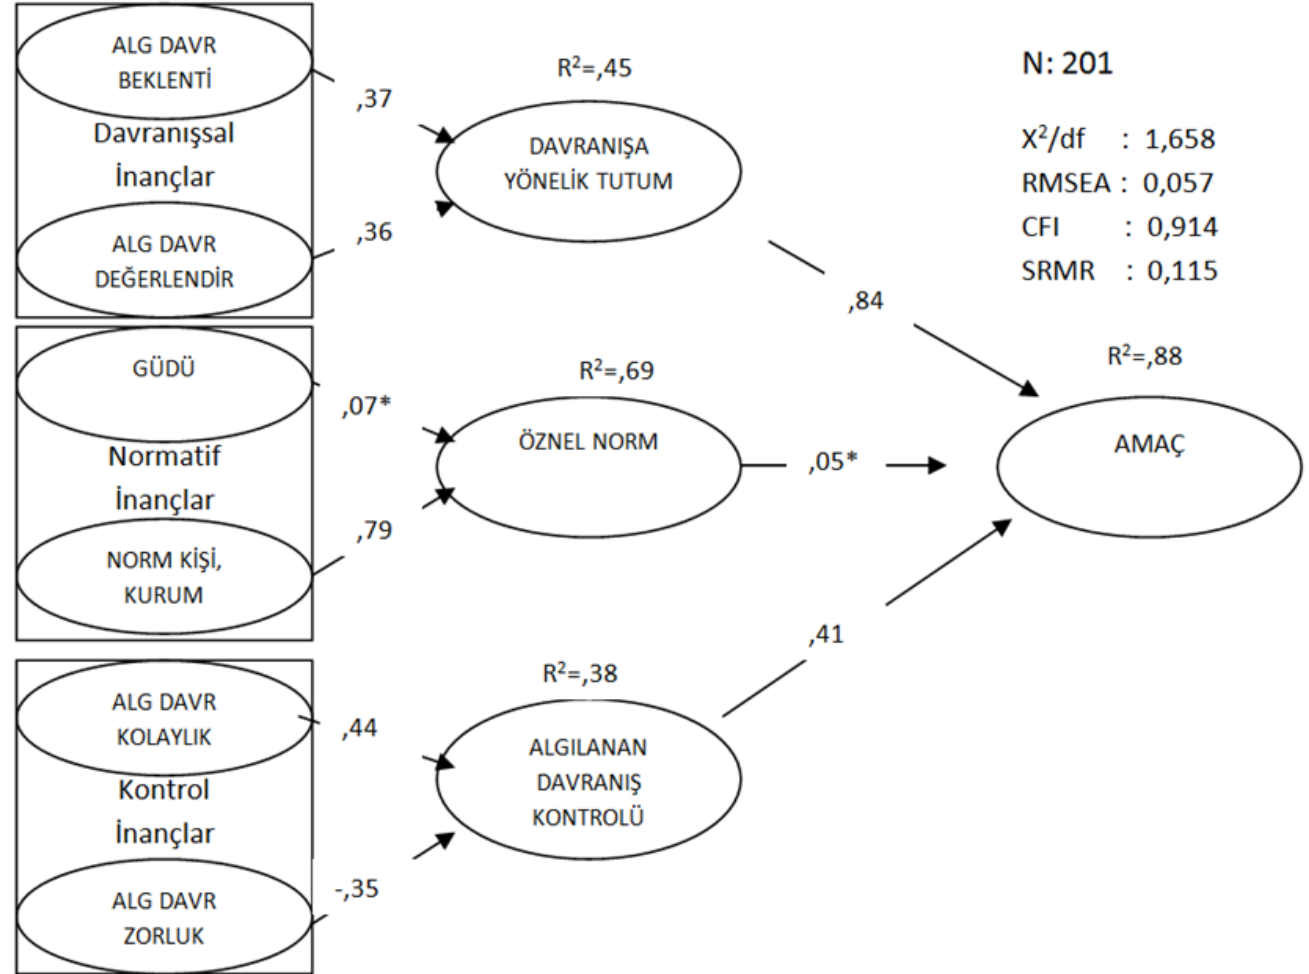 ALG DAVR
BEKLENTİ
Davranışsal
İnançlar
ALG DAVR
DEĞERLENDİR
,37
,36
R²=,45
DAVRANIŞA
YÖNELİK TUTUM
,84
N: 201
X²/df : 1,658
RMSEA : 0,057
CFI : 0,914
SRMR : 0,115
GÜDÜ
Normatif
İnançlar
NORM KİŞİ,
KURUM
,07*
,79
R²=,69
ÖZNEL NORM
,05*
R²=,88
AMAÇ
ALG DAVR
KOLAYLIK
Kontrol
İnançlar
ALG DAVR
ZORLUK
,44
-,35
R²=,38
ALGILANAN
DAVRANIŞ
KONTROLÜ
,41